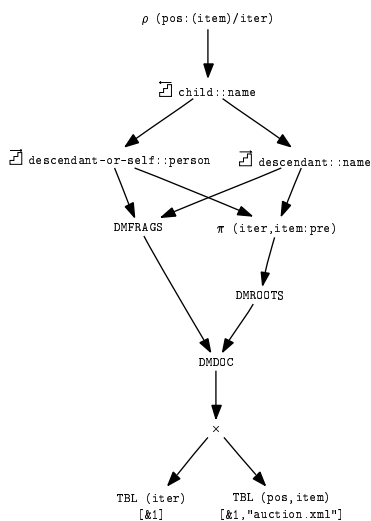 ρ (pos:(item)/iter)
child::name
descendant-or-self::person
descendant::name
DMFRAGS
π (iter,item:pre)
DMROOTS
DMDOC
×
TBL (iter)
[&1]
TBL (pos,item)
[&1,"auction.xml"]